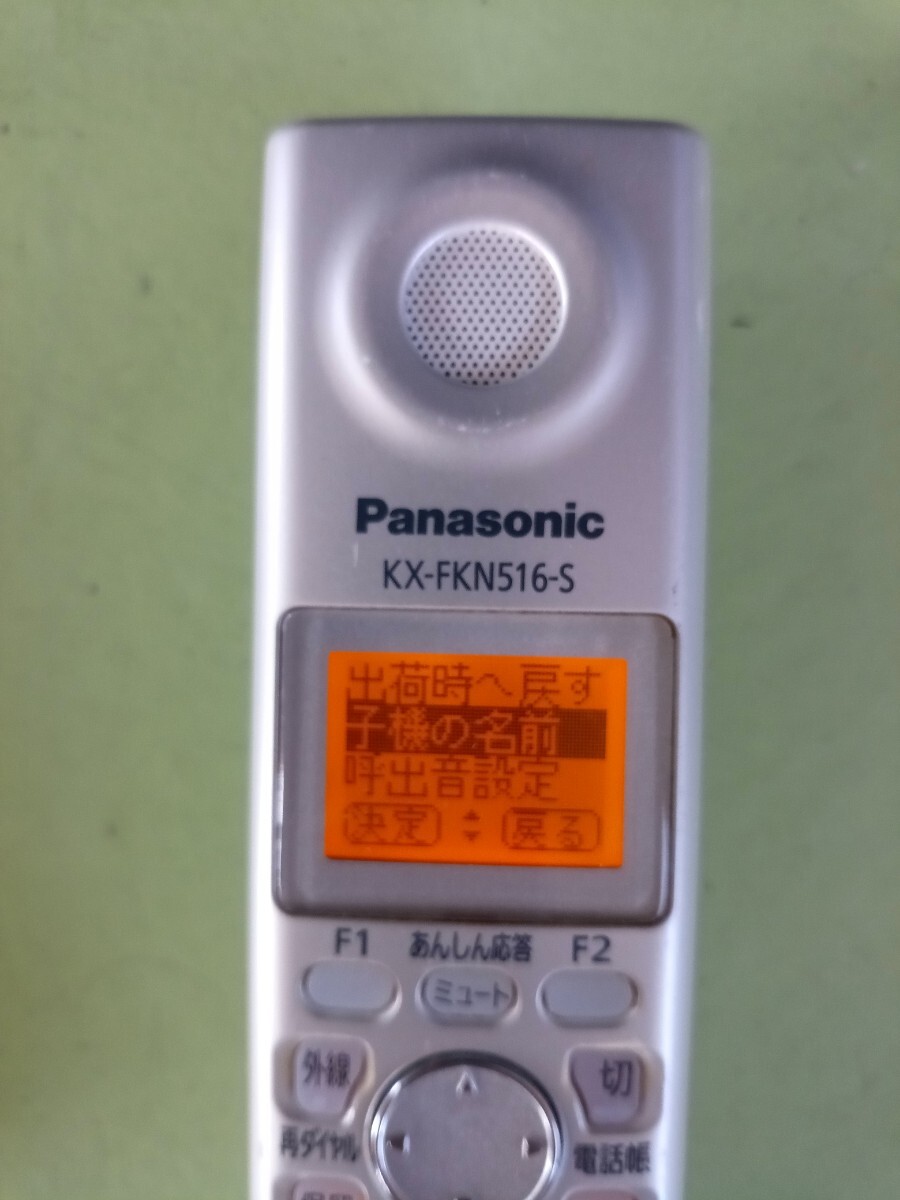 Panasonic
KX-FKN516-S
出荷時へ戻す
子機の名前
呼出音設定
決定 戻る
F1 あんしん応答 F2
ミュート
外線 切
再ダイヤル 電話帳